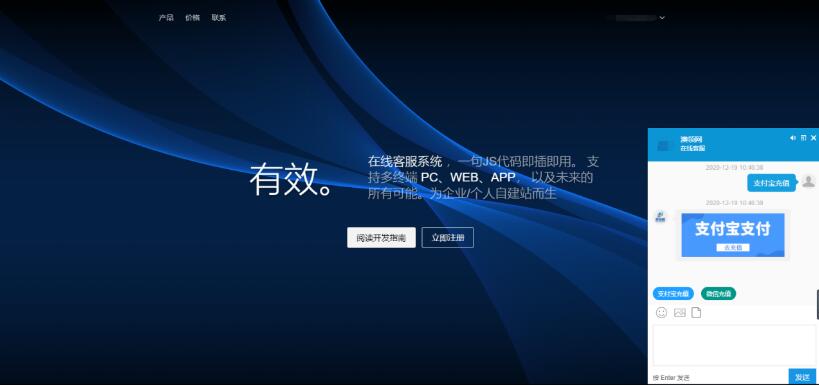 产品 价格 联系
有效。
在线客服系统 ，一句JS代码即插即用。 支
持多终端 PC、WEB、APP， 以及未来的
所有可能。为企业/个人自建站而生
阅读开发指南 立即注册
在线客服
2020-12-19 10:46:38
支付宝充值
2020-12-19 10:46:38
支付宝支付
去充值
支付宝充值 微信充值
按 Enter 发送
发送